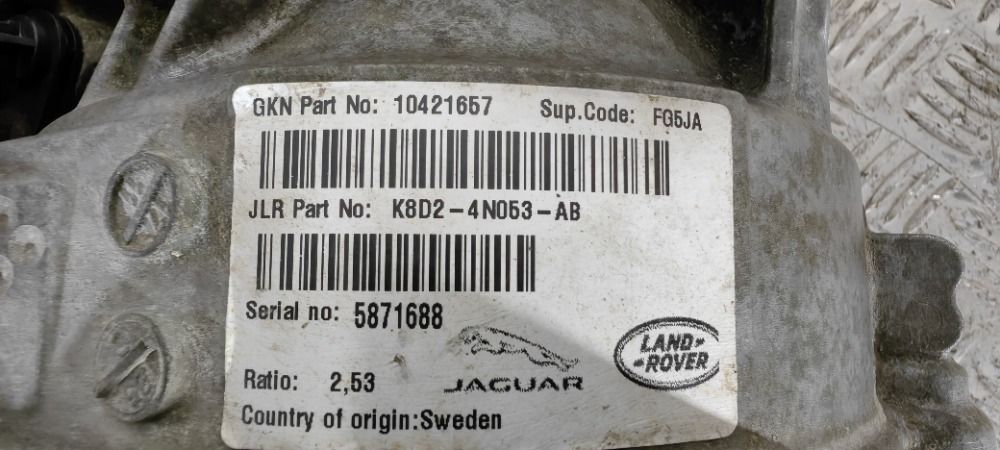 GKN Part No: 10421657 Sup.Code: FG5JA
JLR Part No: K8D2-4N053-AB
Serial no: 5871688
JAGUAR
LAND-
-ROVER
Ratio: 2,53
Country of origin:Sweden